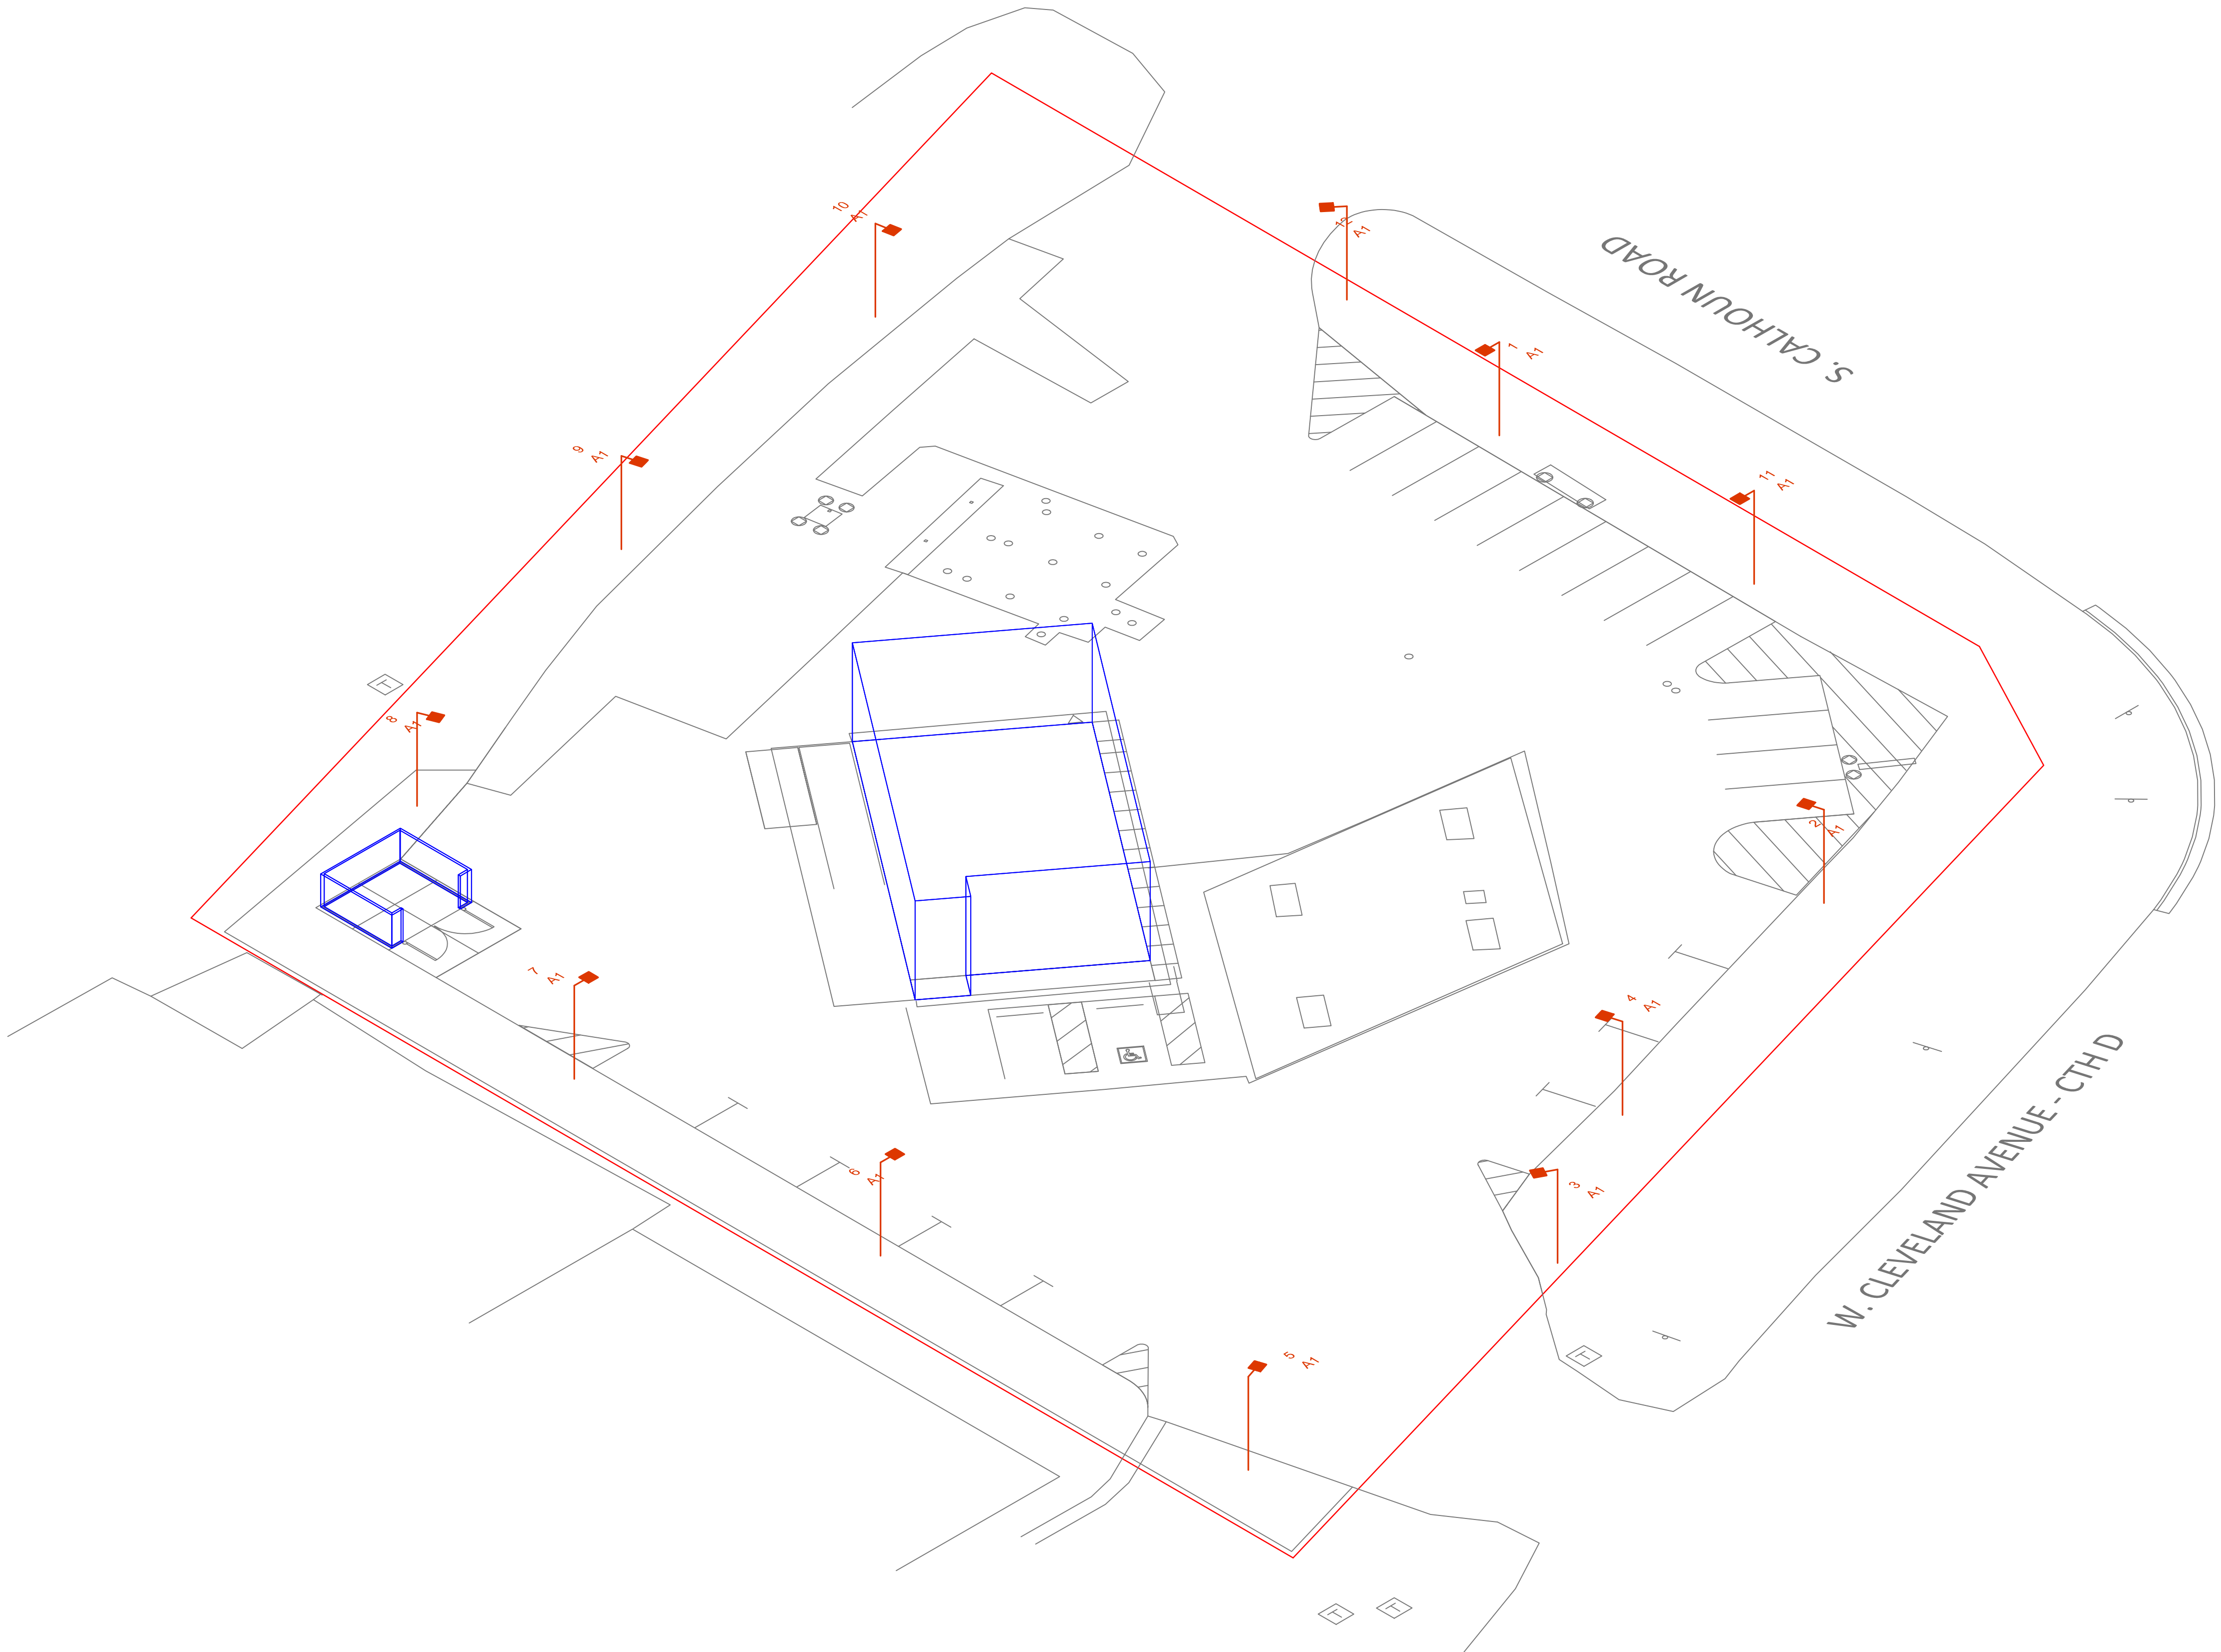 10
A1
12
A1
S. CALHOUN ROAD
1
A1
9
A1
11
A1
T
8
A1
2
A1
7
A1
4
A1
W. CLEVELAND AVENUE - CTH D
6
A1
3
A1
5
A1
T
T
T